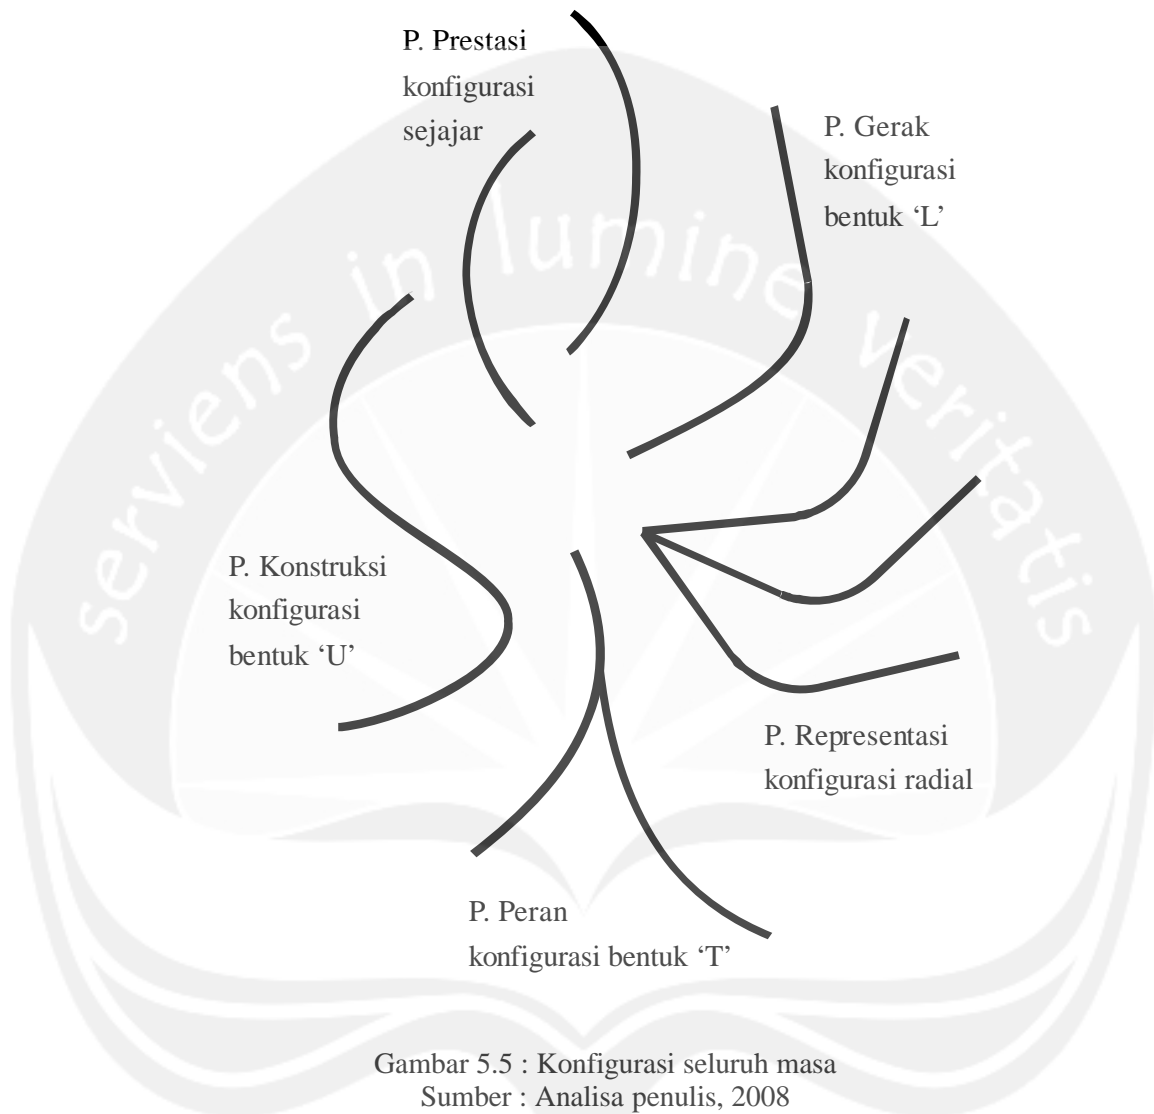 P. Prestasi
konfigurasi
sejajar
P. Gerak
konfigurasi
bentuk ‘L’
serviens in lumine veritatis
P. Konstruksi
konfigurasi
bentuk ‘U’
P. Representasi
konfigurasi radial
P. Peran
konfigurasi bentuk ‘T’
Gambar 5.5 : Konfigurasi seluruh masa
Sumber : Analisa penulis, 2008